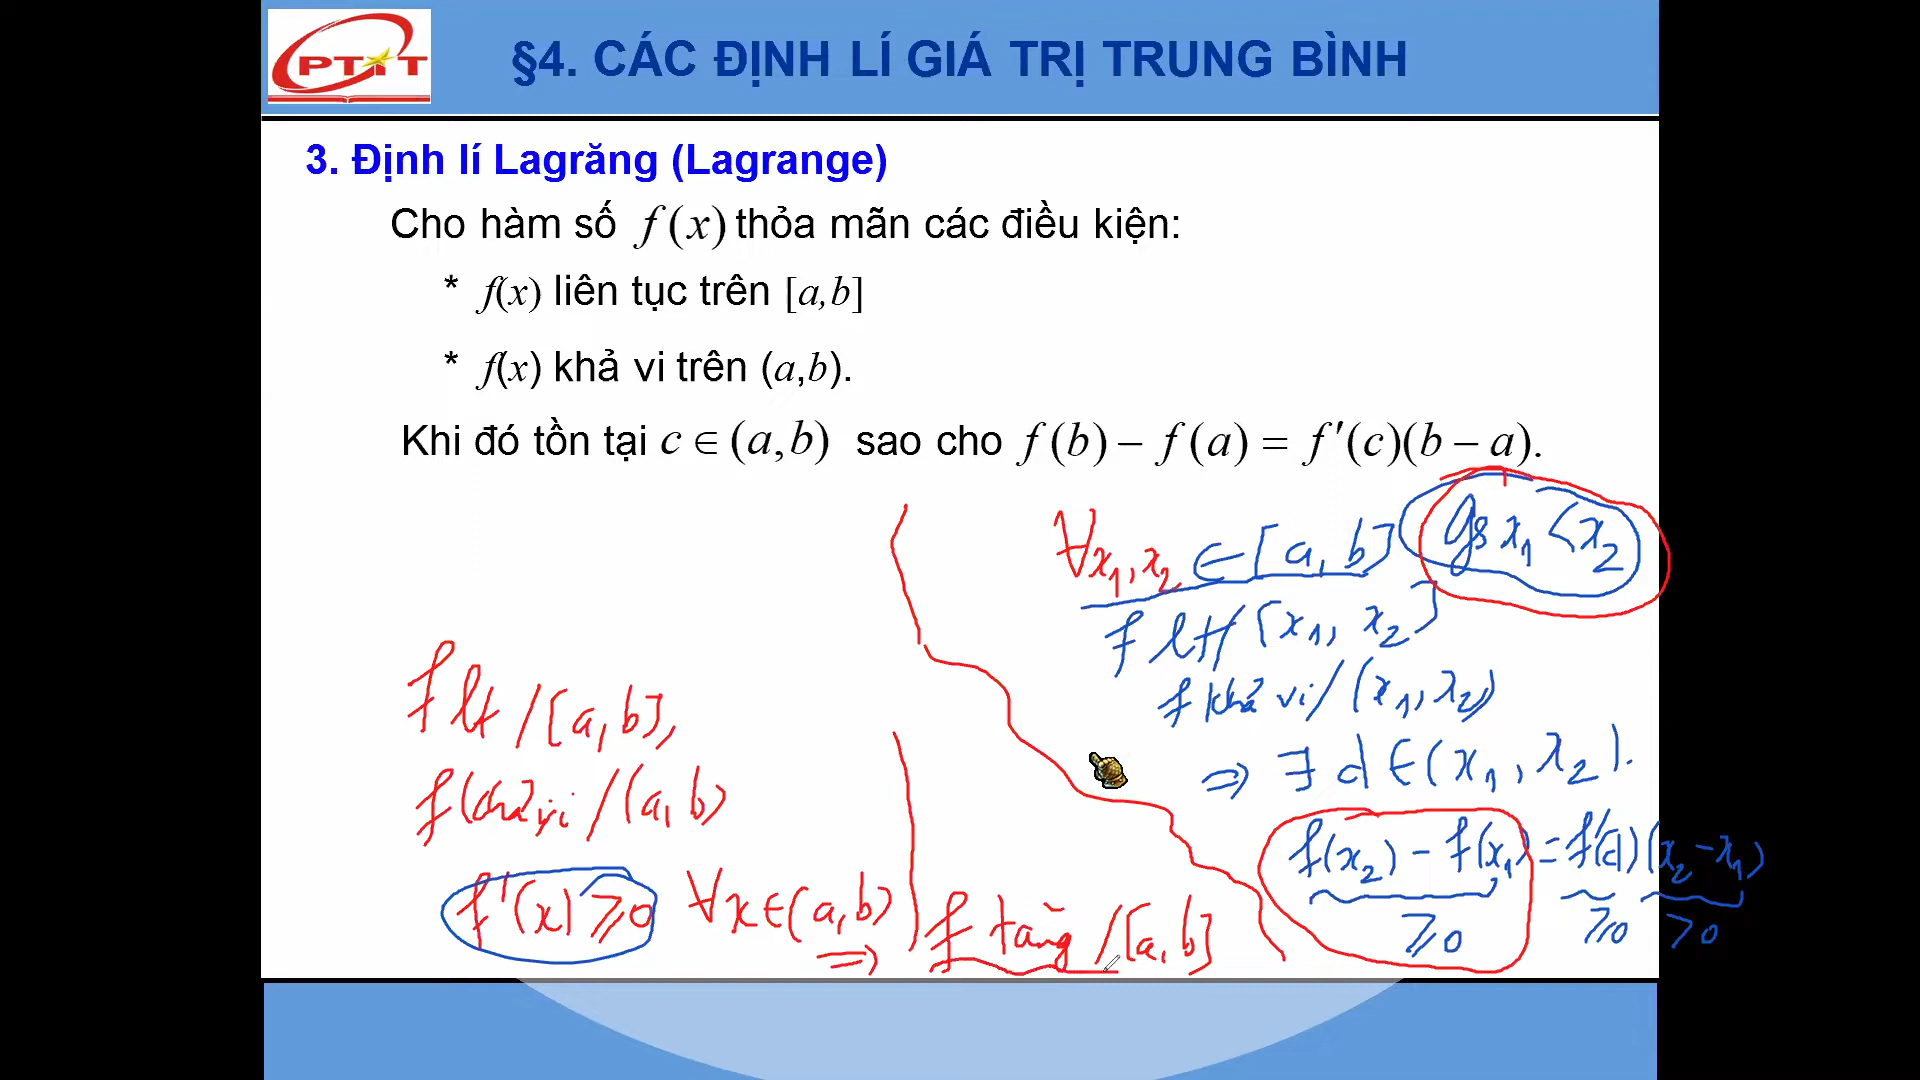 PTIT
§4. CÁC ĐỊNH LÍ GIÁ TRỊ TRUNG BÌNH
3. Định lí Lagrăng (Lagrange)
Cho hàm số f(x) thỏa mãn các điều kiện:
* f(x) liên tục trên [a,b]
* f(x) khả vi trên (a,b).
Khi đó tồn tại c ∈ (a,b) sao cho f(b) − f(a) = f′(c)(b − a).
f lt / [a, b],
f khả vi / (a, b)
f'(x) ⩾ 0 ∀x ∈ (a, b)
⇒ f tăng / [a, b]
∀x₁, x₂ ∈ [a, b] gs x₁ < x₂
f lt / [x₁, x₂]
f khả vi / (x₁, x₂)
⇒ ∃ d ∈ (x₁, x₂).
f(x₂) − f(x₁) = f'(d)(x₂ − x₁)
⩾ 0 ⩾ 0 > 0